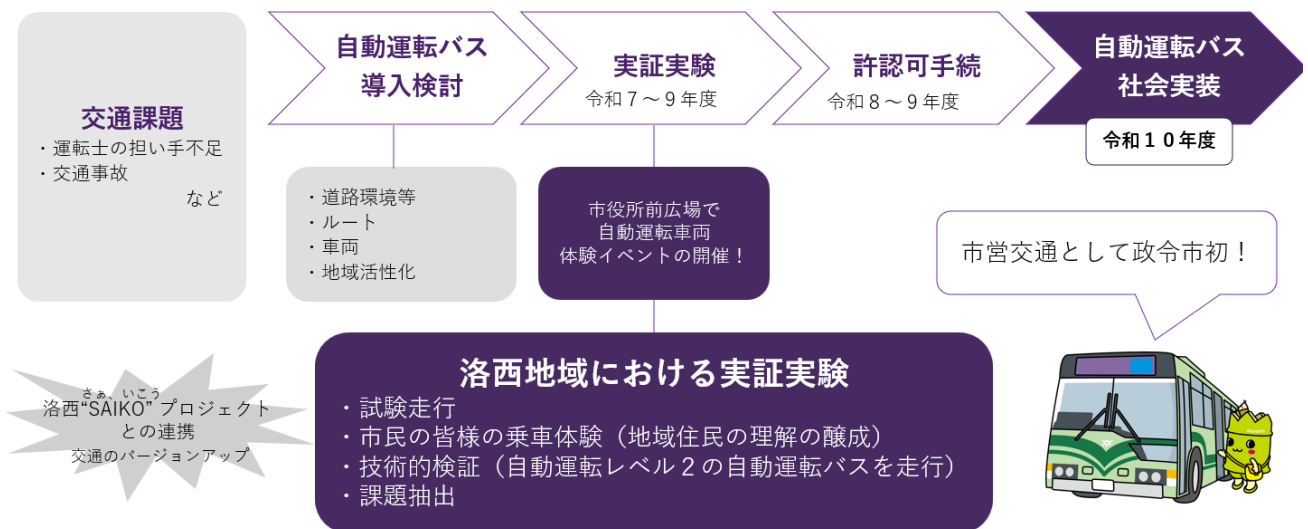 交通課題
・運転士の担い手不足
・交通事故
など
自動運転バス
導入検討
・道路環境等
・ルート
・車両
・地域活性化
実証実験
令和７～９年度
市役所前広場で
自動運転車両
体験イベントの開催！
許認可手続
令和８～９年度
自動運転バス
社会実装
令和１０年度
市営交通として政令市初！
さぁ、いこう
洛西“SAIKO”プロジェクト
との連携
交通のバージョンアップ
洛西地域における実証実験
・試験走行
・市民の皆様の乗車体験（地域住民の理解の醸成）
・技術的検証（自動運転レベル２の自動運転バスを走行）
・課題抽出